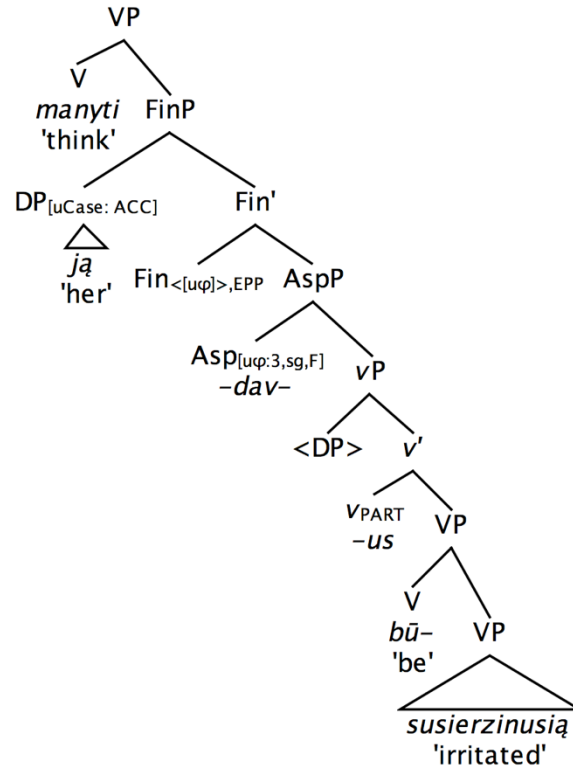 VP
V
manyti FinP
'think'
DP[uCase: ACC] Fin'
ją
'her' Fin<[uφ]>,EPP AspP
Asp[uφ:3,sg,F] vP
-dav-
<DP> v'
vPART VP
-us
V VP
bū-
'be'
susierzinusią
'irritated'